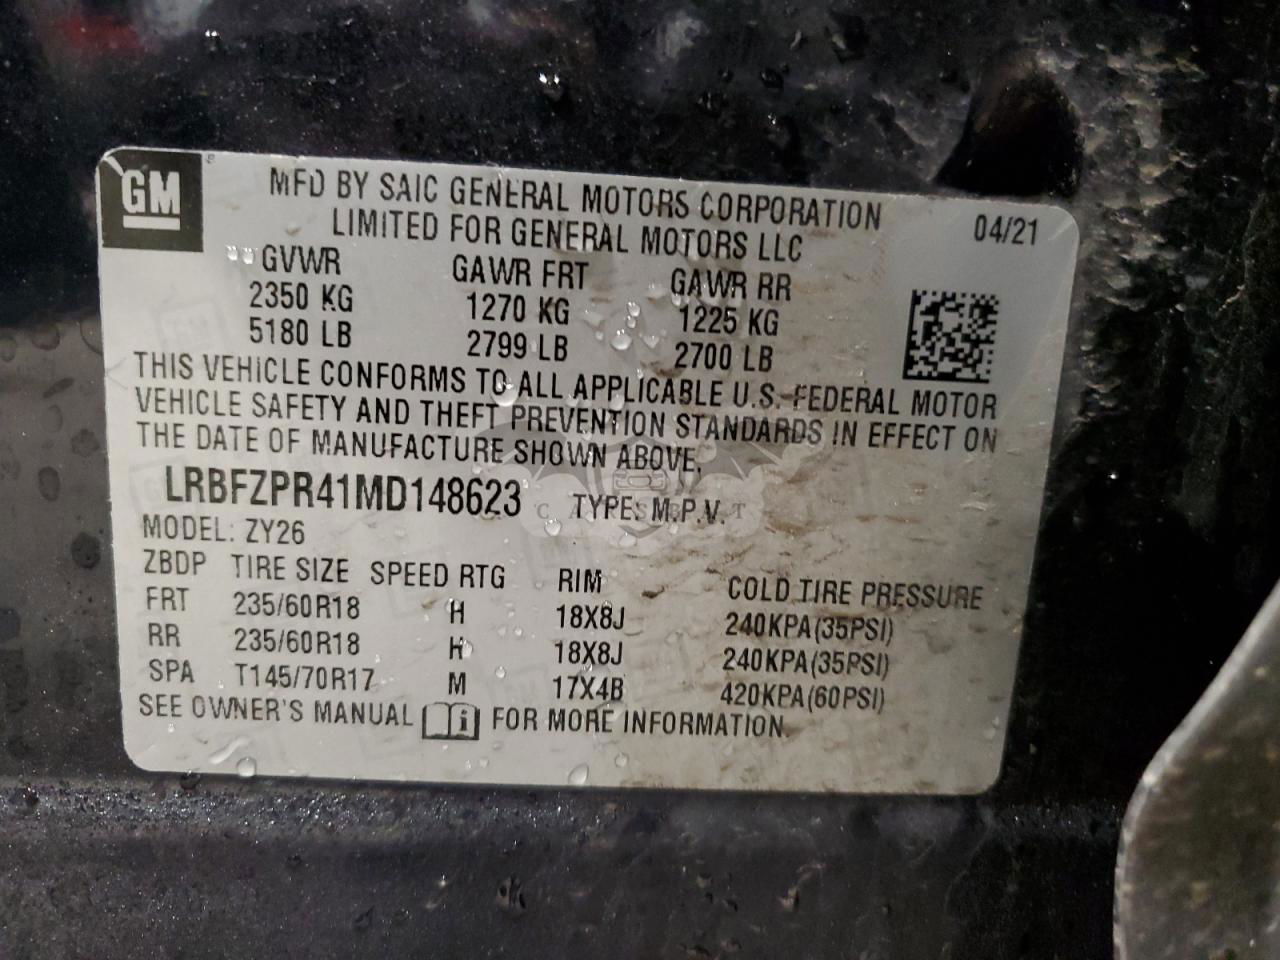 GM
MFD BY SAIC GENERAL MOTORS CORPORATION
LIMITED FOR GENERAL MOTORS LLC
04/21
GVWR GAWR FRT GAWR RR
2350 KG 1270 KG 1225 KG
5180 LB 2799 LB 2700 LB
THIS VEHICLE CONFORMS TO ALL APPLICABLE U.S. FEDERAL MOTOR
VEHICLE SAFETY AND THEFT PREVENTION STANDARDS IN EFFECT ON
THE DATE OF MANUFACTURE SHOWN ABOVE.
LRBFZPR41MD148623 TYPE: M.P.V.
MODEL: ZY26
ZBDP TIRE SIZE SPEED RTG RIM COLD TIRE PRESSURE
FRT 235/60R18 H 18X8J 240KPA(35PSI)
RR 235/60R18 H 18X8J 240KPA(35PSI)
SPA T145/70R17 M 17X4B 420KPA(60PSI)
SEE OWNER'S MANUAL i FOR MORE INFORMATION.